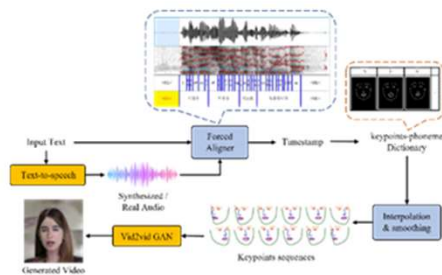 Input Text
Text-to-speech
Synthesized /
Real Audio
Forced
Aligner
Timestamp
keypoints-phoneme
Dictionary
Interpolation
& smoothing
Keypoints sequences
Vid2vid GAN
Generated Video